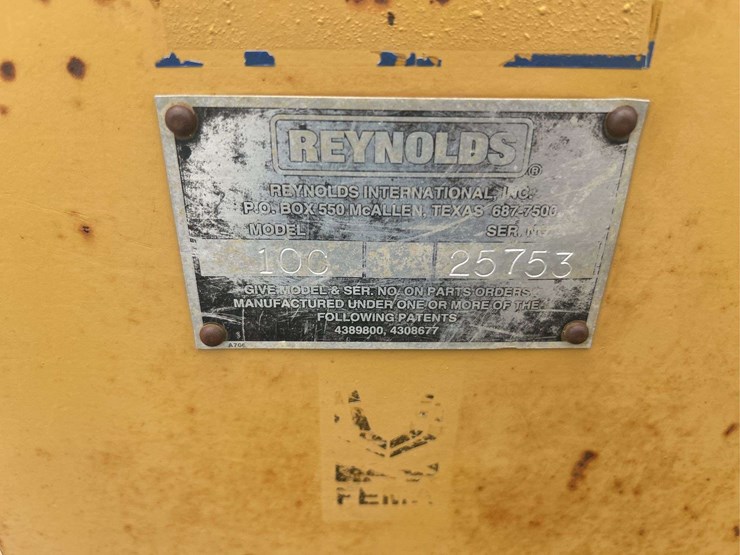 REYNOLDS ®
REYNOLDS INTERNATIONAL, INC.
P.O. BOX 550 McALLEN, TEXAS 687-7500
MODEL SER. NO.
25753
GIVE MODEL & SER. NO. ON PARTS ORDERS
MANUFACTURED UNDER ONE OR MORE OF THE
FOLLOWING PATENTS
4389800, 4308677